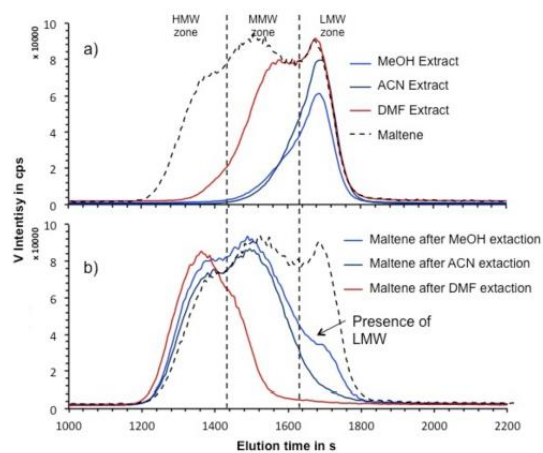 HMW MMW LMW
zone zone zone
a)
MeOH Extract
ACN Extract
DMF Extract
Maltene
10
8
6
4
2
0
x 10000
V Intentisy in cps
b)
Maltene after MeOH extaction
Maltene after ACN extaction
Maltene after DMF extaction
Presence of
LMW
10
8
6
4
2
0
x 10000
1000 1200 1400 1600 1800 2000 2200
Elution time in s